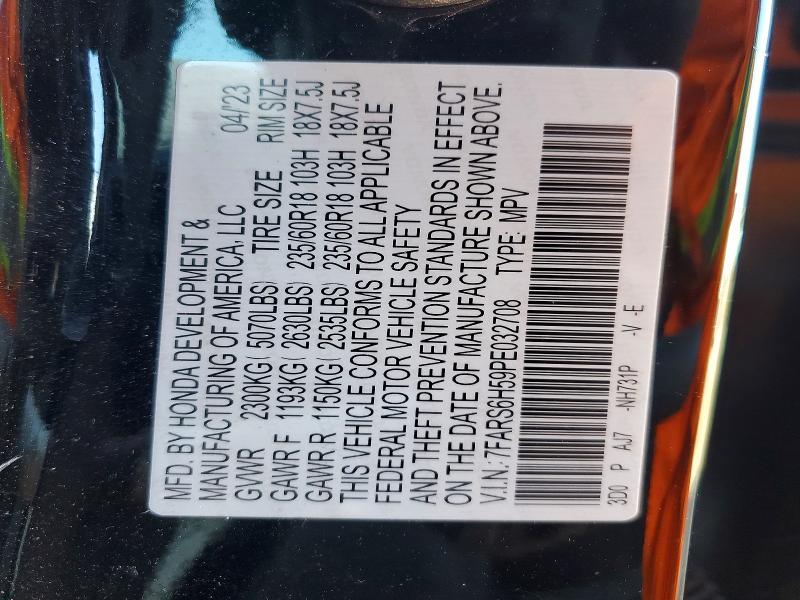 MFD. BY HONDA DEVELOPMENT &
MANUFACTURING OF AMERICA, LLC 04/23
GVWR 2300KG( 5070LBS) TIRE SIZE RIM SIZE
GAWR F 1193KG( 2630LBS) 235/60R18 103H 18X7.5J
GAWR R 1150KG( 2535LBS) 235/60R18 103H 18X7.5J
THIS VEHICLE CONFORMS TO ALL APPLICABLE
FEDERAL MOTOR VEHICLE SAFETY
AND THEFT PREVENTION STANDARDS IN EFFECT
ON THE DATE OF MANUFACTURE SHOWN ABOVE.
V.I.N.: 7FARS6H59PE032708 TYPE: MPV
3D0 P AJ7 -NH731P -V -E